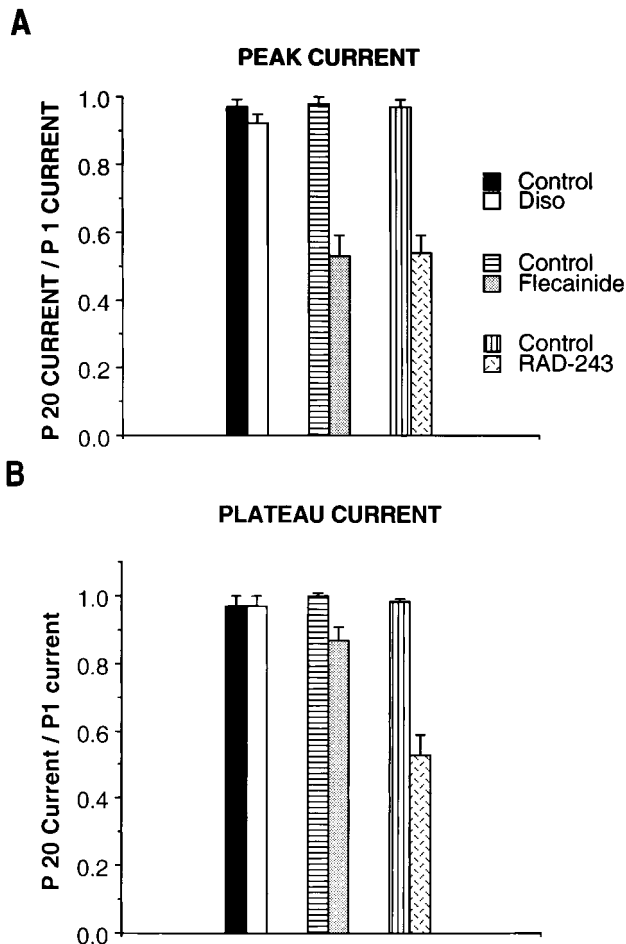 A
PEAK CURRENT
P 20 CURRENT / P 1 CURRENT
1.0
0.8
0.6
0.4
0.2
0.0
Control
Diso
Control
Flecainide
Control
RAD-243
B
PLATEAU CURRENT
P 20 Current / P1 current
1.0
0.8
0.6
0.4
0.2
0.0